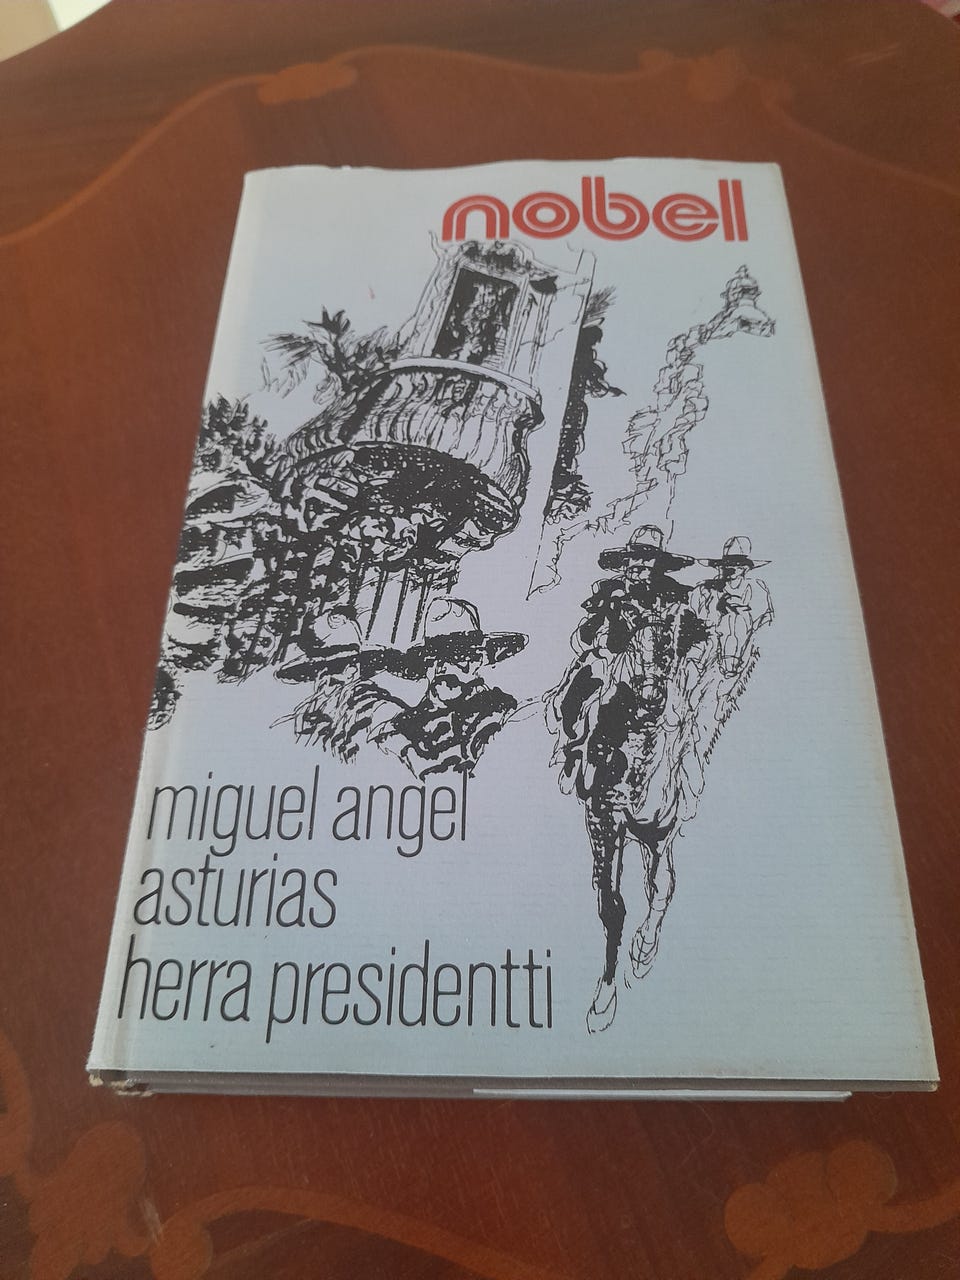 nobel
miguel angel
asturias
herra presidentti